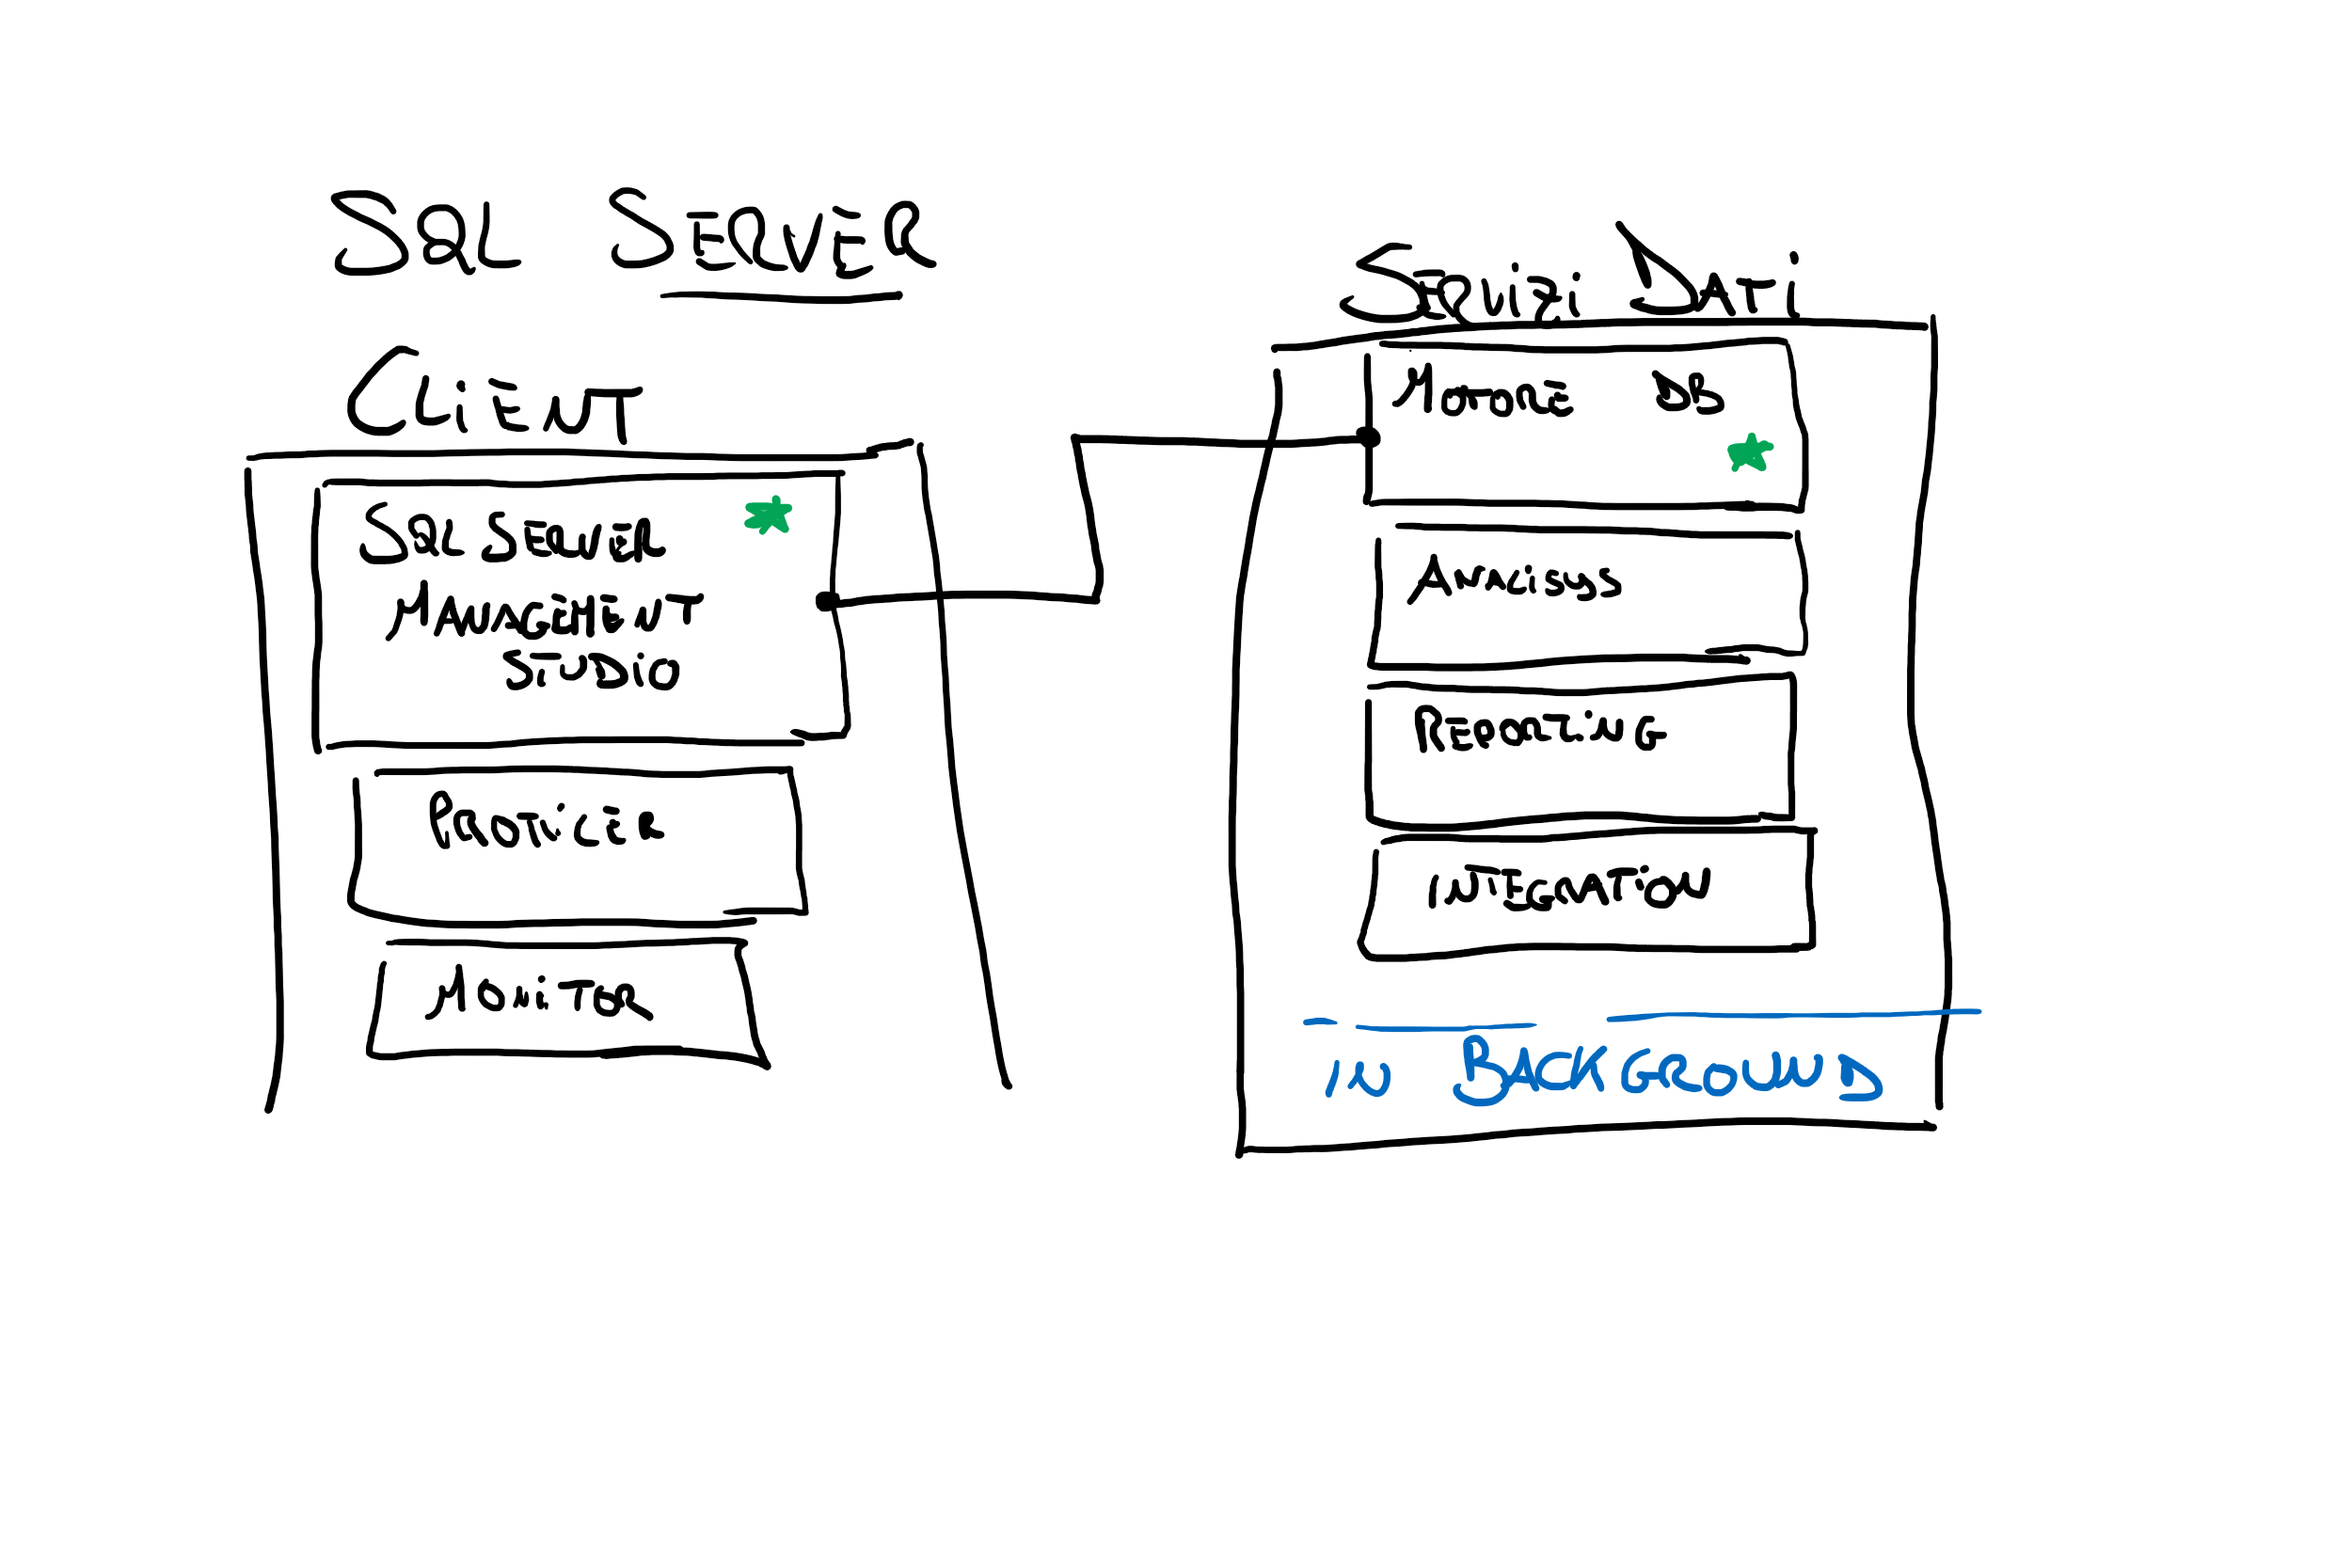 SQL SERVER
CLiENT
SQL SERVER
MANAGEMENT
STUDiO
PROFiLER
MONiTOR
SERVizi DATi
MOTORE DB
ANALISYS
REPORTiNG
iNTEGRATiON
iN BACKGROUND